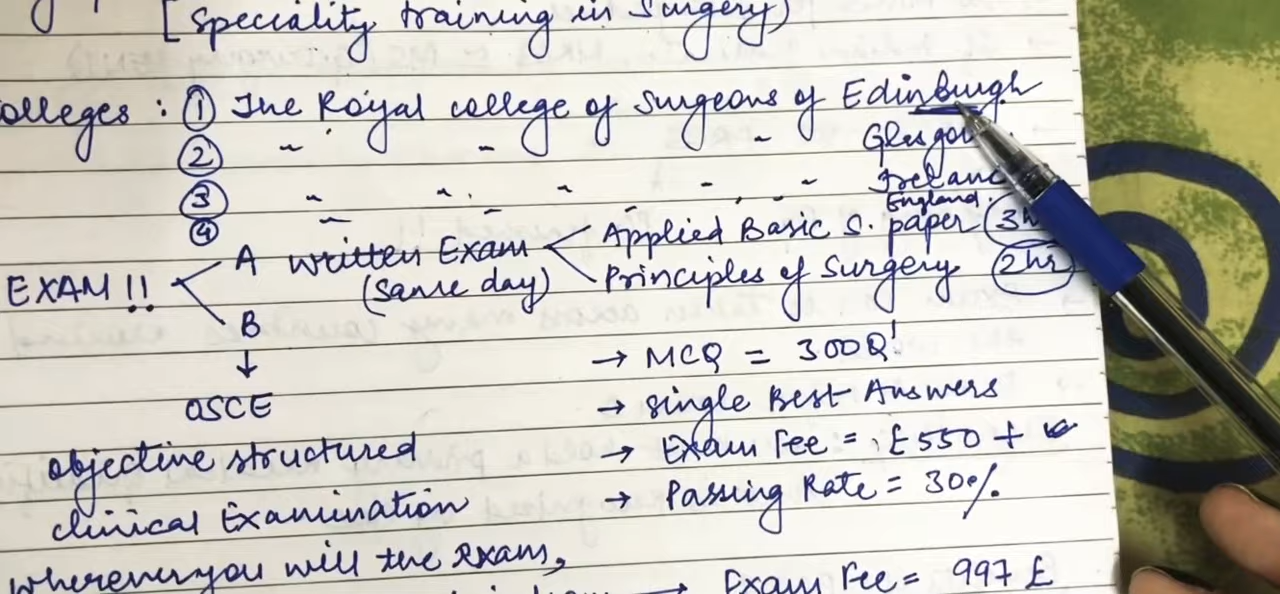 [Speciality training in Surgery)
olleges : ① The Royal college of Surgeons of Edinburgh
② " " " Glasgow
③ " " " " " Ireland
④ " " England.
EXAM !! A written Exam Applied Basic S. paper 3h
(same day) Principles of Surgery 2hr
B
↓ → MCQ = 300Q!
OSCE → Single Best Answers
objective structured → Exam Fee = £550 +
clinical Examination → Passing Rate = 30%
wherever you will the Exam,
→ Exam Fee = 997 £